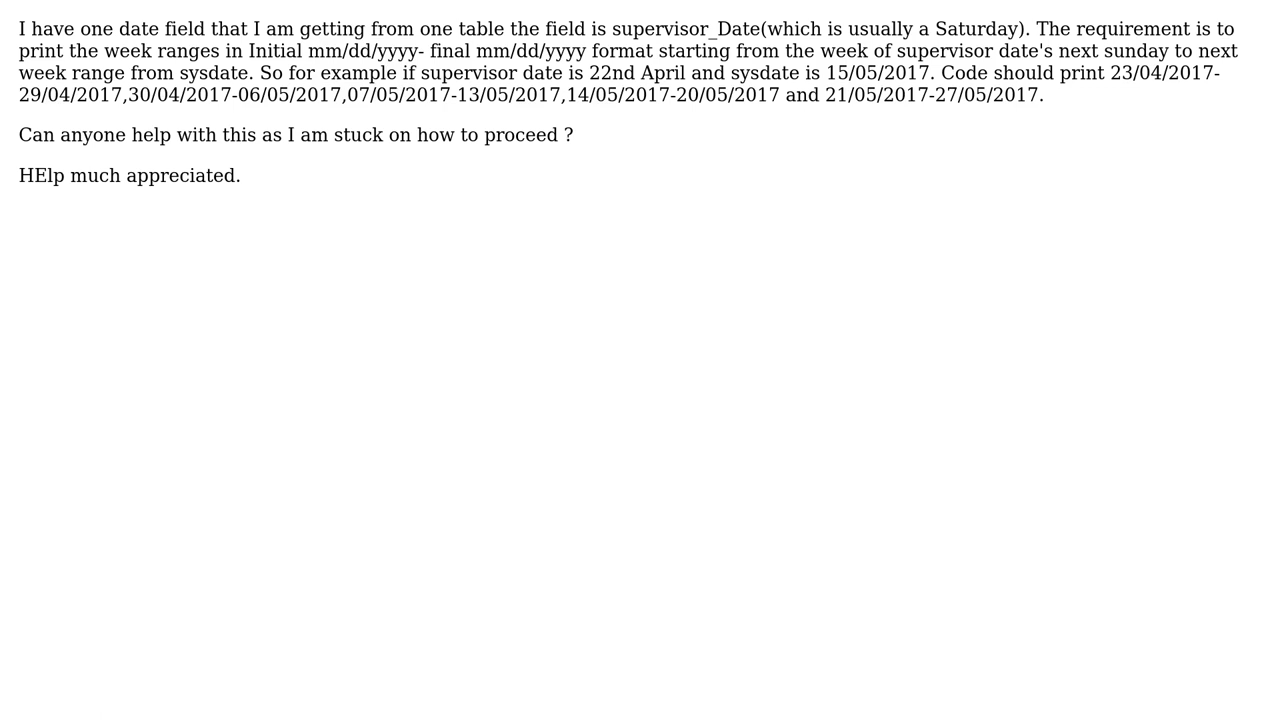 I have one date field that I am getting from one table the field is supervisor_Date(which is usually a Saturday). The requirement is to
print the week ranges in Initial mm/dd/yyyy- final mm/dd/yyyy format starting from the week of supervisor date's next sunday to next
week range from sysdate. So for example if supervisor date is 22nd April and sysdate is 15/05/2017. Code should print 23/04/2017-
29/04/2017,30/04/2017-06/05/2017,07/05/2017-13/05/2017,14/05/2017-20/05/2017 and 21/05/2017-27/05/2017.
Can anyone help with this as I am stuck on how to proceed ?
HElp much appreciated.